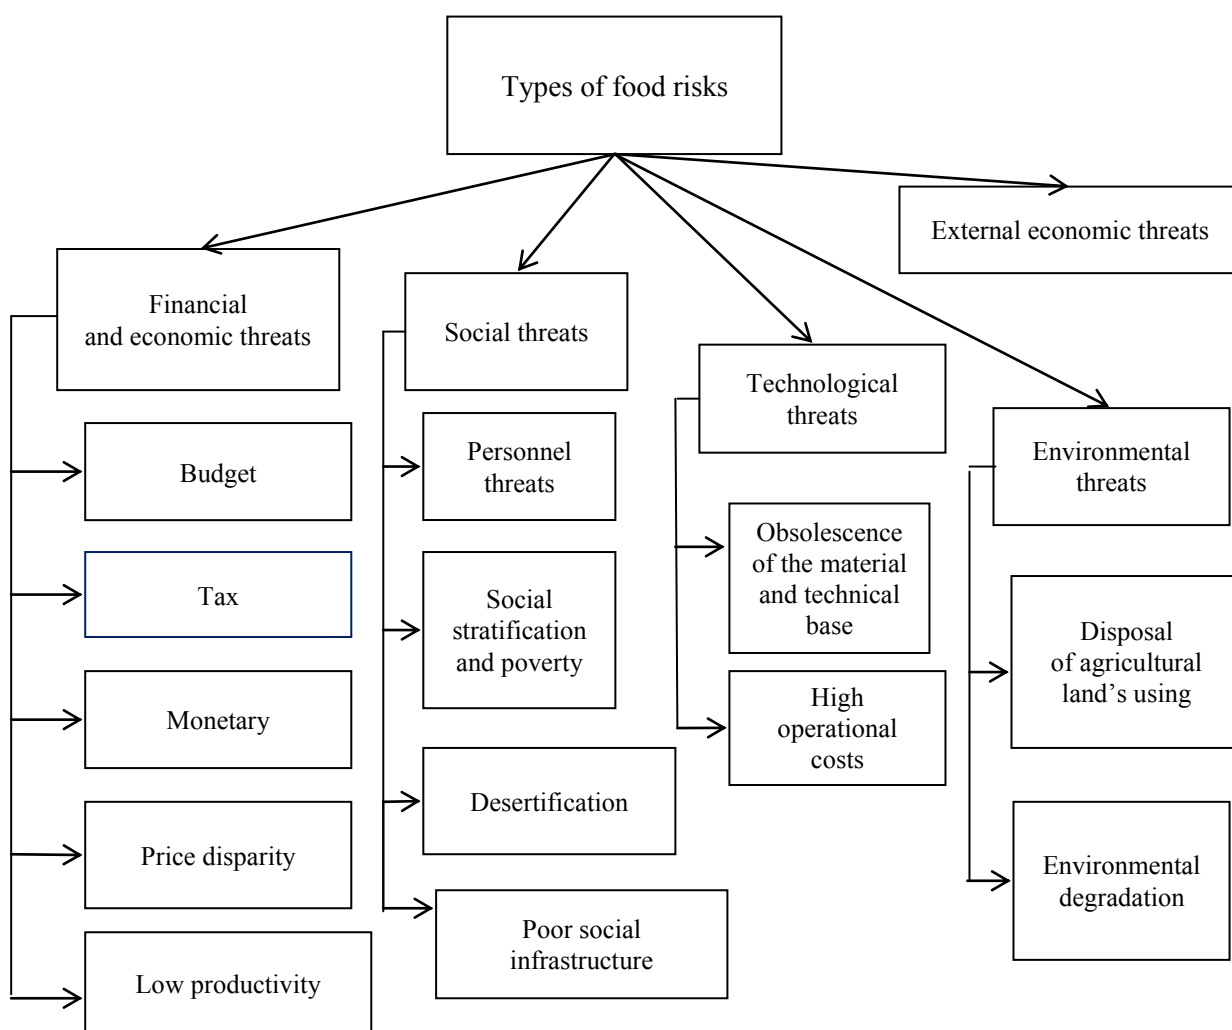 Types of food risks
External economic threats
Financial
and economic threats
Social threats
Technological
threats
Environmental
threats
Budget
Tax
Monetary
Price disparity
Low productivity
Personnel
threats
Social
stratification
and poverty
Desertification
Poor social
infrastructure
Obsolescence
of the material
and technical
base
High
operational
costs
Disposal
of agricultural
land’s using
Environmental
degradation